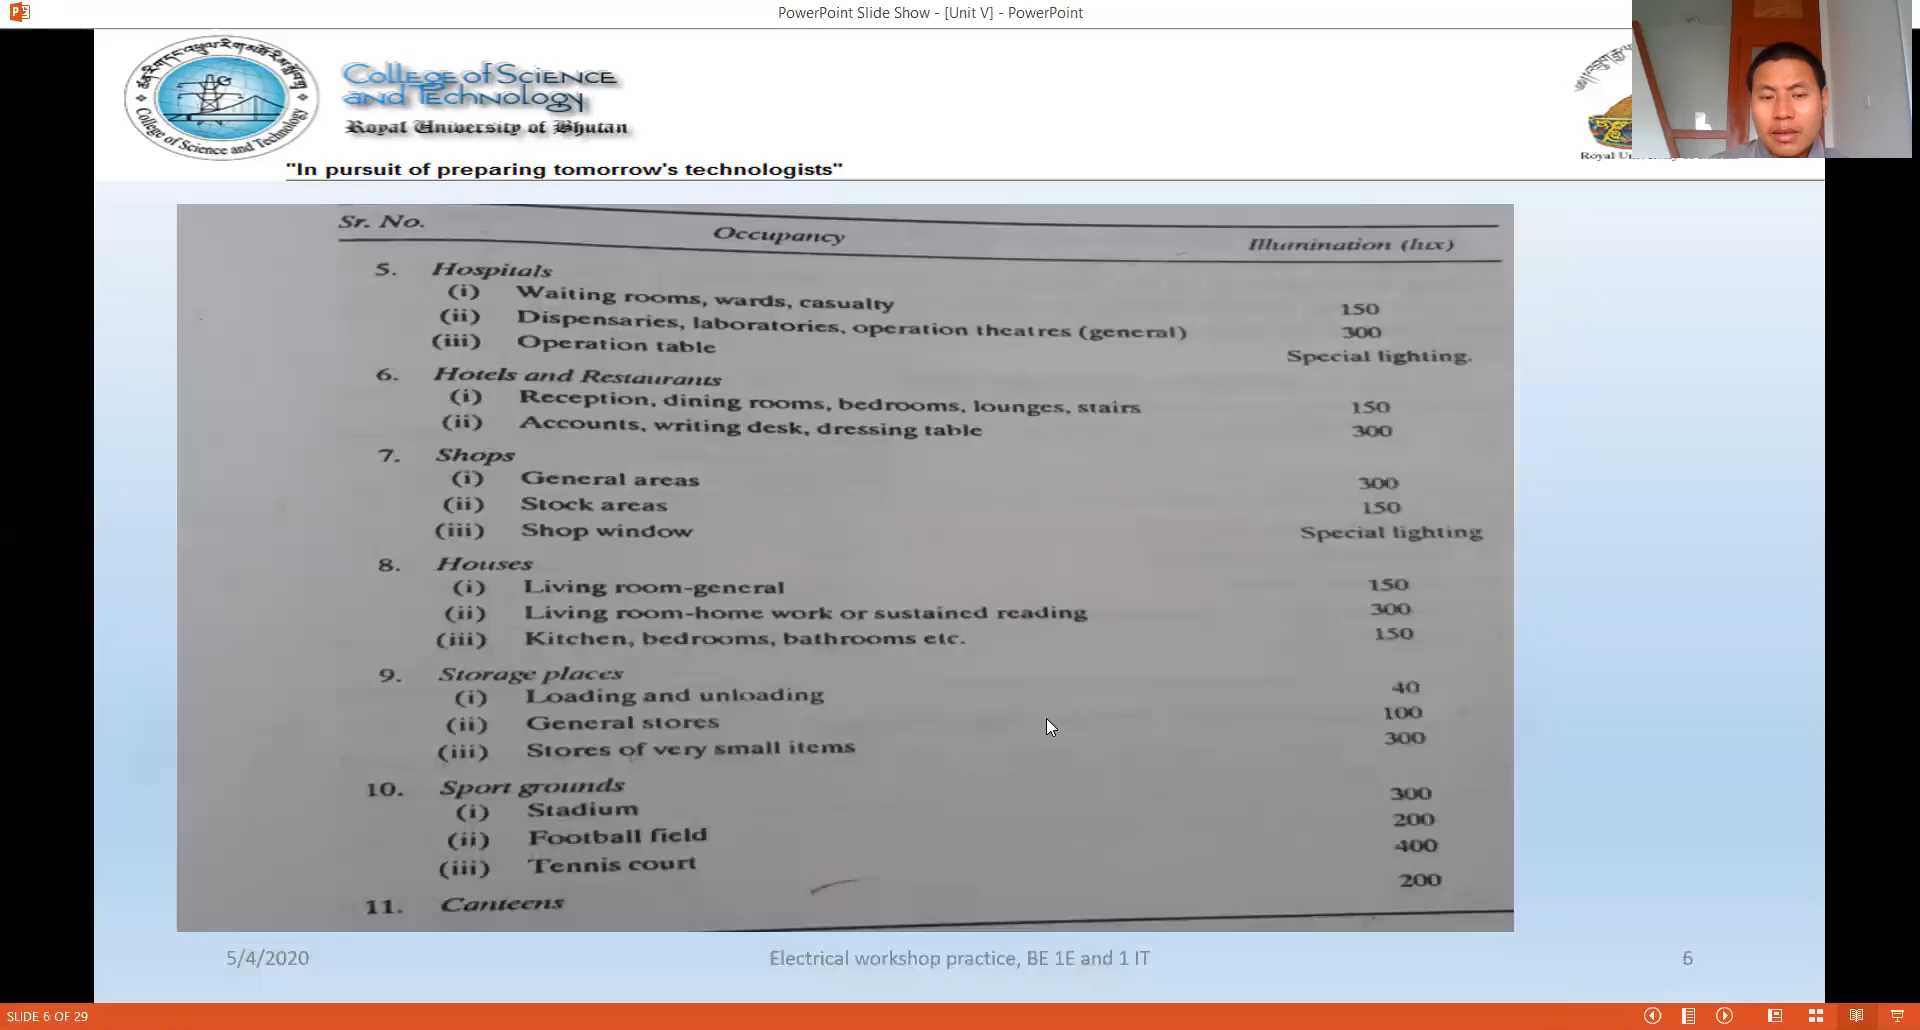 PowerPoint Slide Show - [Unit V] - PowerPoint
College of Science and Technology
College of Science
and Technology
Royal University of Bhutan
"In pursuit of preparing tomorrow's technologists"
Sr. No. Occupancy Illumination (lux)
5. Hospitals
(i) Waiting rooms, wards, casualty 150
(ii) Dispensaries, laboratories, operation theatres (general) 300
(iii) Operation table Special lighting.
6. Hotels and Restaurants
(i) Reception, dining rooms, bedrooms, lounges, stairs 150
(ii) Accounts, writing desk, dressing table 300
7. Shops
(i) General areas 300
(ii) Stock areas 150
(iii) Shop window Special lighting
8. Houses
(i) Living room-general 150
(ii) Living room-home work or sustained reading 300
(iii) Kitchen, bedrooms, bathrooms etc. 150
9. Storage places
(i) Loading and unloading 40
(ii) General stores 100
(iii) Stores of very small items 300
10. Sport grounds
(i) Stadium 300
(ii) Football field 200
(iii) Tennis court 400
11. Canteens 200
5/4/2020 Electrical workshop practice, BE 1E and 1 IT 6
SLIDE 6 OF 29